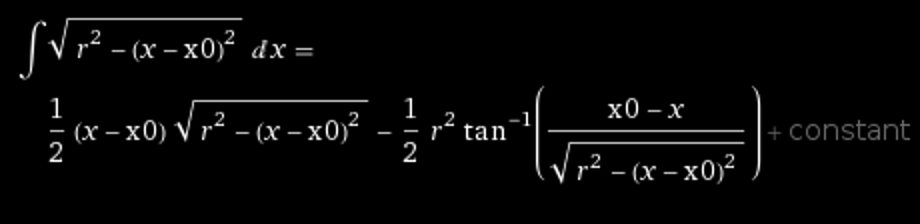 ∫√(r² − (x − x0)²) dx =
1/2 (x − x0) √(r² − (x − x0)²) − 1/2 r² tan⁻¹((x0 − x)/√(r² − (x − x0)²)) + constant